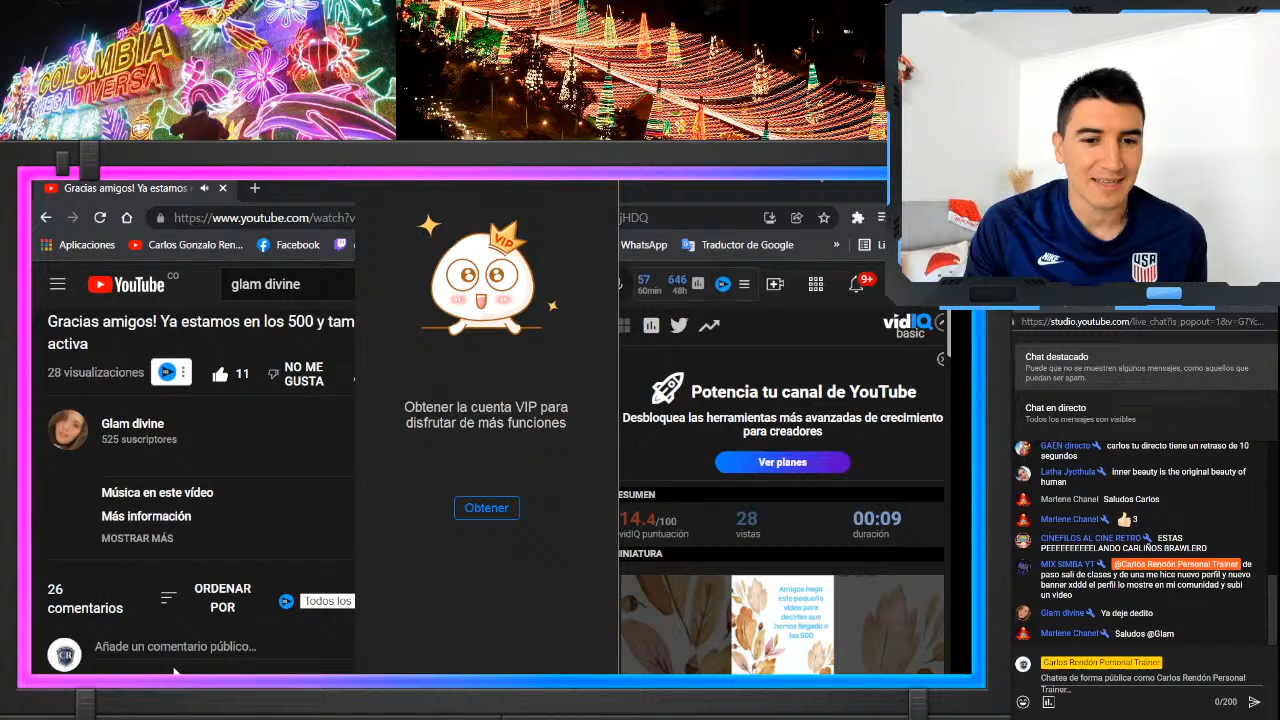 COLOMBIA
MEGADIVERSA
Gracias amigos! Ya estamos e
https://www.youtube.com/watch?v
jHDQ
Aplicaciones
Carlos Gonzalo Ren...
Facebook
WhatsApp
Traductor de Google
»
Li
YouTube CO
glam divine
57
60min
646
48h
9+
Gracias amigos! Ya estamos en los 500 y tam
activa
28 visualizaciones
11
NO ME
GUSTA
Glam divine
525 suscriptores
Música en este vídeo
Más información
MOSTRAR MÁS
26
comentarios
ORDENAR
POR
Todos los
CR
Añade un comentario público...
VIP
Obtener la cuenta VIP para
disfrutar de más funciones
Obtener
vidIQ
basic
Potencia tu canal de YouTube
Desbloquea las herramientas más avanzadas de crecimiento
para creadores
Ver planes
ESUMEN
14.4/100
vidIQ puntuación
28
vistas
00:09
duración
INIATURA
Amigos hago
este pequeño
video para
decirles que
hemos llegado a
los 500
https://studio.youtube.com/live_chat?is_popout=1&v=G7Yc...
Chat destacado
Puede que no se muestren algunos mensajes, como aquellos que
puedan ser spam.
Chat en directo
Todos los mensajes son visibles
GAEN directo carlos tu directo tiene un retraso de 10
segundos
Latha Jyothula inner beauty is the original beauty of
human
Marlene Chanel Saludos Carlos
Marlene Chanel 3
CINEFILOS AL CINE RETRO ESTAS
PEEEEEEEEEELANDO CARLIÑOS BRAWLERO
MIX SIMBA YT @Carlos Rendón Personal Trainer de
paso sali de clases y de una me hice nuevo perfil y nuevo
banner xddd el perfil lo mostre en mi comunidad y subi
un video
Glam divine Ya deje dedito
Marlene Chanel Saludos @Glam
Carlos Rendón Personal Trainer
Chatea de forma pública como Carlos Rendón Personal
Trainer...
0/200